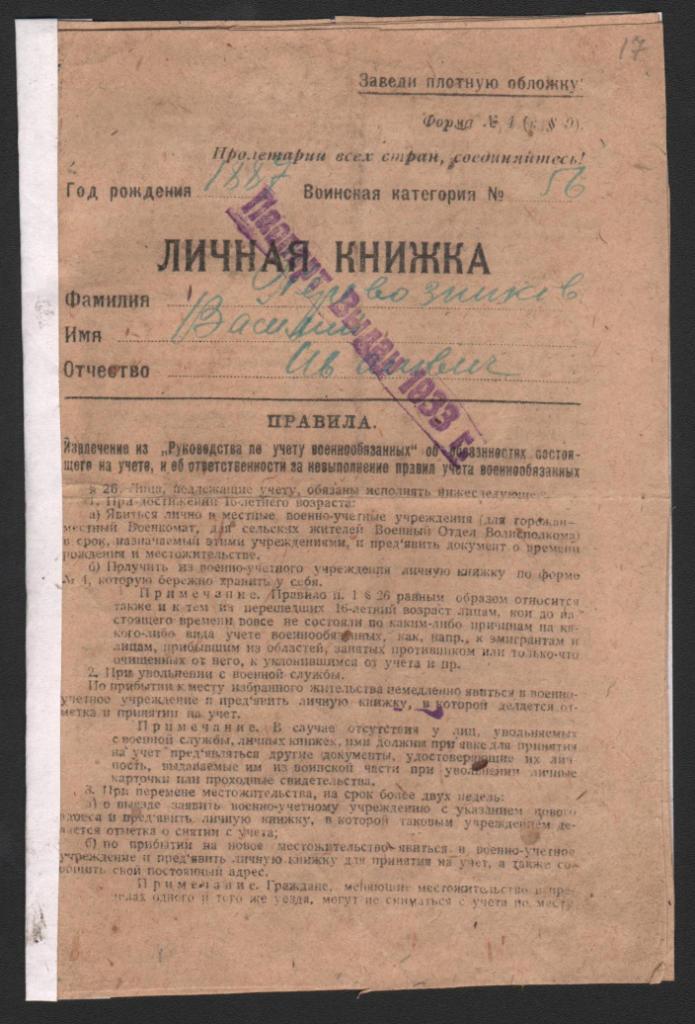 17
Заведи плотную обложку
Форма № 4 (к § 9).
Пролетарии всех стран, соединяйтесь!
Год рождения 1887 Воинская категория № 56
ЛИЧНАЯ КНИЖКА
Фамилия Перевозников
Имя Василий
Отчество Иванович
Паспорт выдан 1933 г.
ПРАВИЛА.
Извлечение из „Руководства по учету военнообязанных" об обязанностях состоя-
щего на учете, и об ответственности за невыполнение правил учета военнообязанных
§ 26. Лица, подлежащие учету, обязаны исполнять нижеследующее.
1. При достижении 16-летнего возраста:
а) Явиться лично в местные военно-учетные учреждения (для горожан—
местный Военкомат, для сельских жителей Военный Отдел Волисполкома)
в срок, назначаемый этими учреждениями, и пред'явить документ о времени
рождения и местожительстве.
б) Получить из военно-учетного учреждения личную книжку по форме
№ 4, которую бережно хранить у себя.
Примечание. Правило п. 1 § 26 равным образом относится
также и к тем из перешедших 16-летний возраст лицам, кои до на-
стоящего времени вовсе не состояли по каким-либо причинам на ка-
кого-либо вида учете военнообязанных, как, напр., к эмигрантам и
лицам, прибывшим из областей, занятых противником или только-что
очищенных от него, к уклонившимся от учета и пр.
2. При увольнении с военной службы.
По прибытии к месту избранного жительства немедленно явиться в военно-
учетное учреждение и пред'явить личную книжку, в которой делается от-
метка о принятии на учет.
Примечание. В случае отсутствия у лиц, увольняемых
с военной службы, личных книжек, ими должны при явке для принятия
на учет пред'являться другие документы, удостоверяющие их лич-
ность, выдаваемые им из воинской части при увольнении личные
карточки или проходные свидетельства.
3. При перемене местожительства, на срок более двух недель:
а) о выезде заявить военно-учетному учреждению с указанием нового
адреса и пред'явить личную книжку, в которой таковым учреждением де-
лается отметка о снятии с учета;
б) по прибытии на новое местожительство явиться в военно-учетное
учреждение и пред'явить личную книжку для принятия на учет, а также со-
общить свой постоянный адрес.
Примечание. Граждане, меняющие местожительство в пре-
делах одного и того же уезда, могут не сниматься с учета по месту